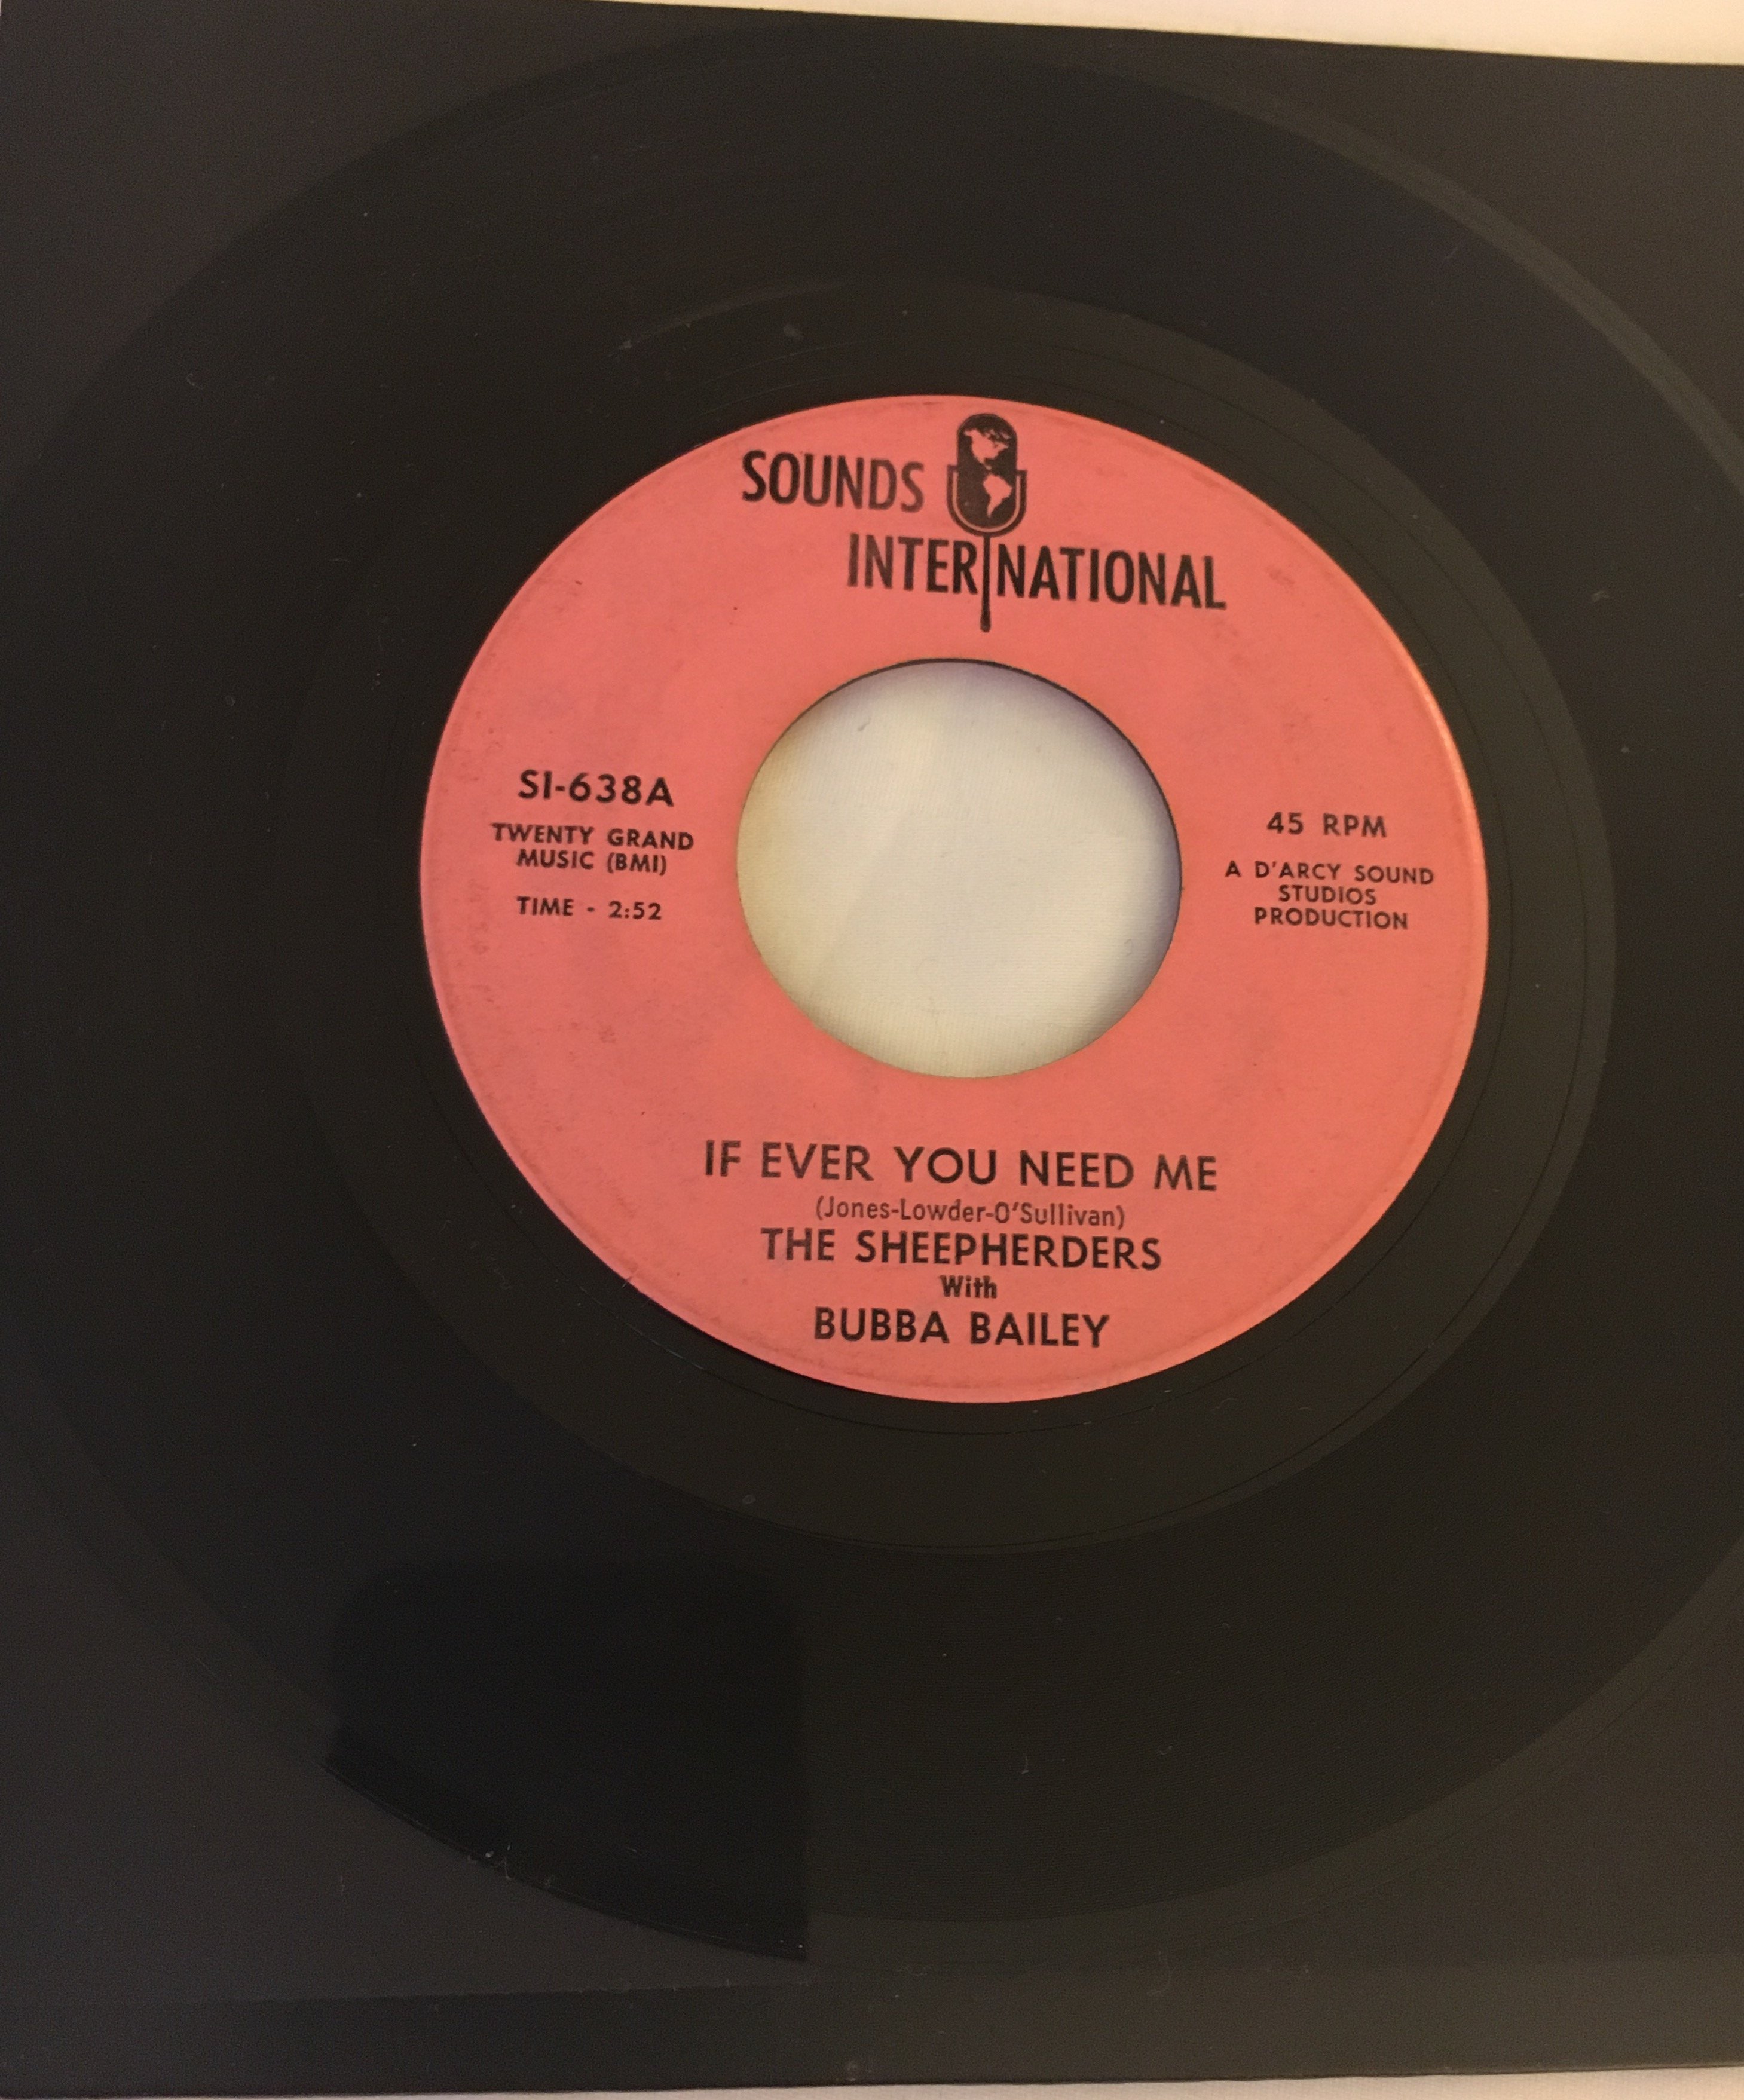 SOUNDS
INTERNATIONAL
SI-638A
TWENTY GRAND
MUSIC (BMI)
TIME - 2:52
45 RPM
A D'ARCY SOUND
STUDIOS
PRODUCTION
IF EVER YOU NEED ME
(Jones-Lowder-O'Sullivan)
THE SHEEPHERDERS
With
BUBBA BAILEY